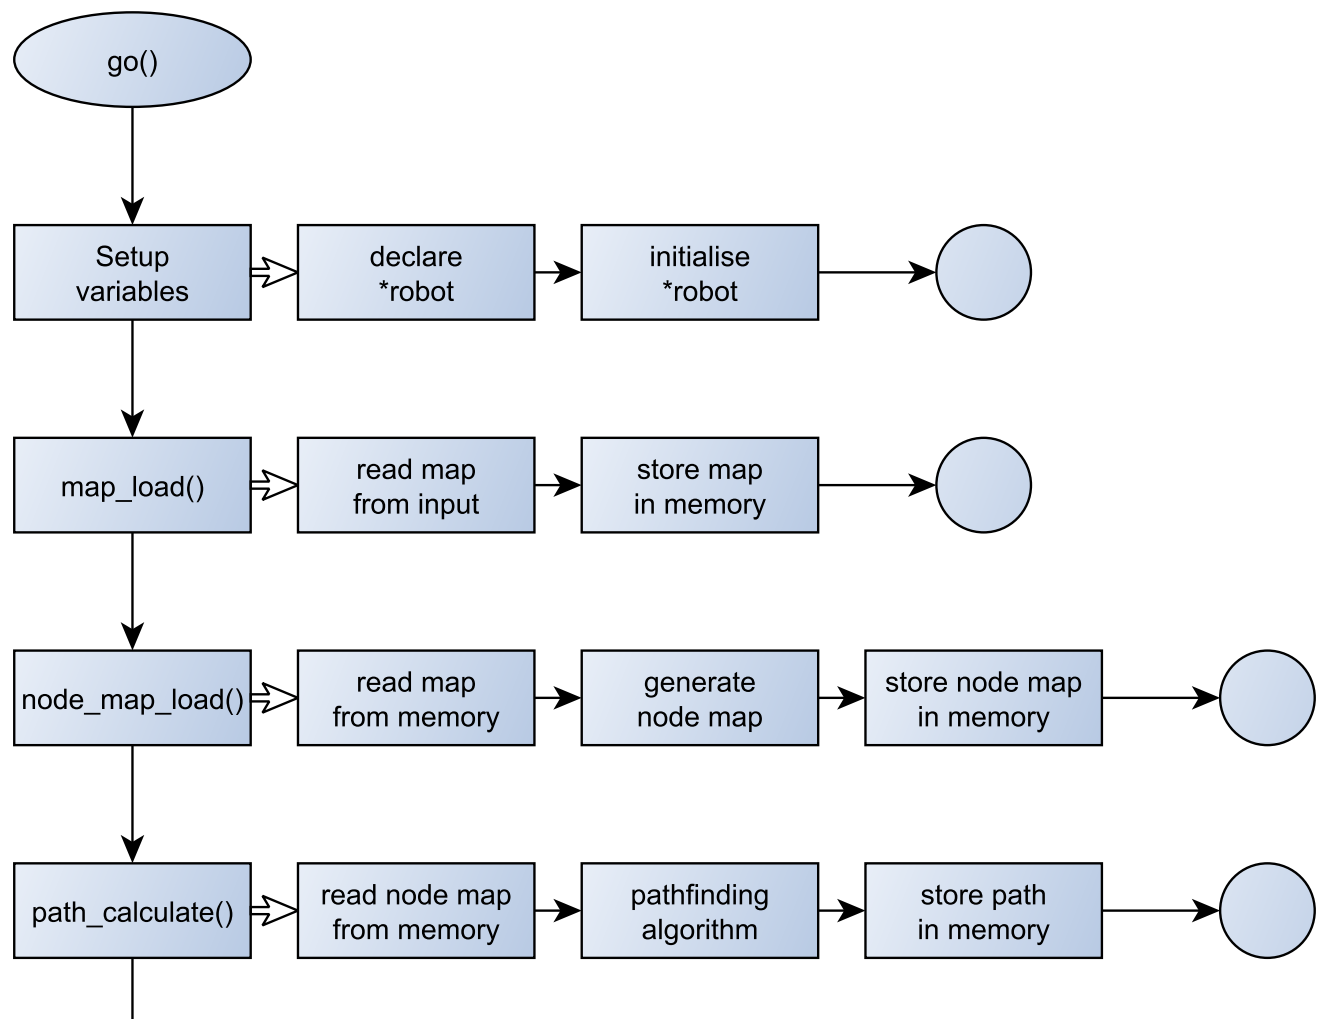 go()
Setup
variables
declare
*robot
initialise
*robot
map_load()
read map
from input
store map
in memory
node_map_load()
read map
from memory
generate
node map
store node map
in memory
path_calculate()
read node map
from memory
pathfinding
algorithm
store path
in memory